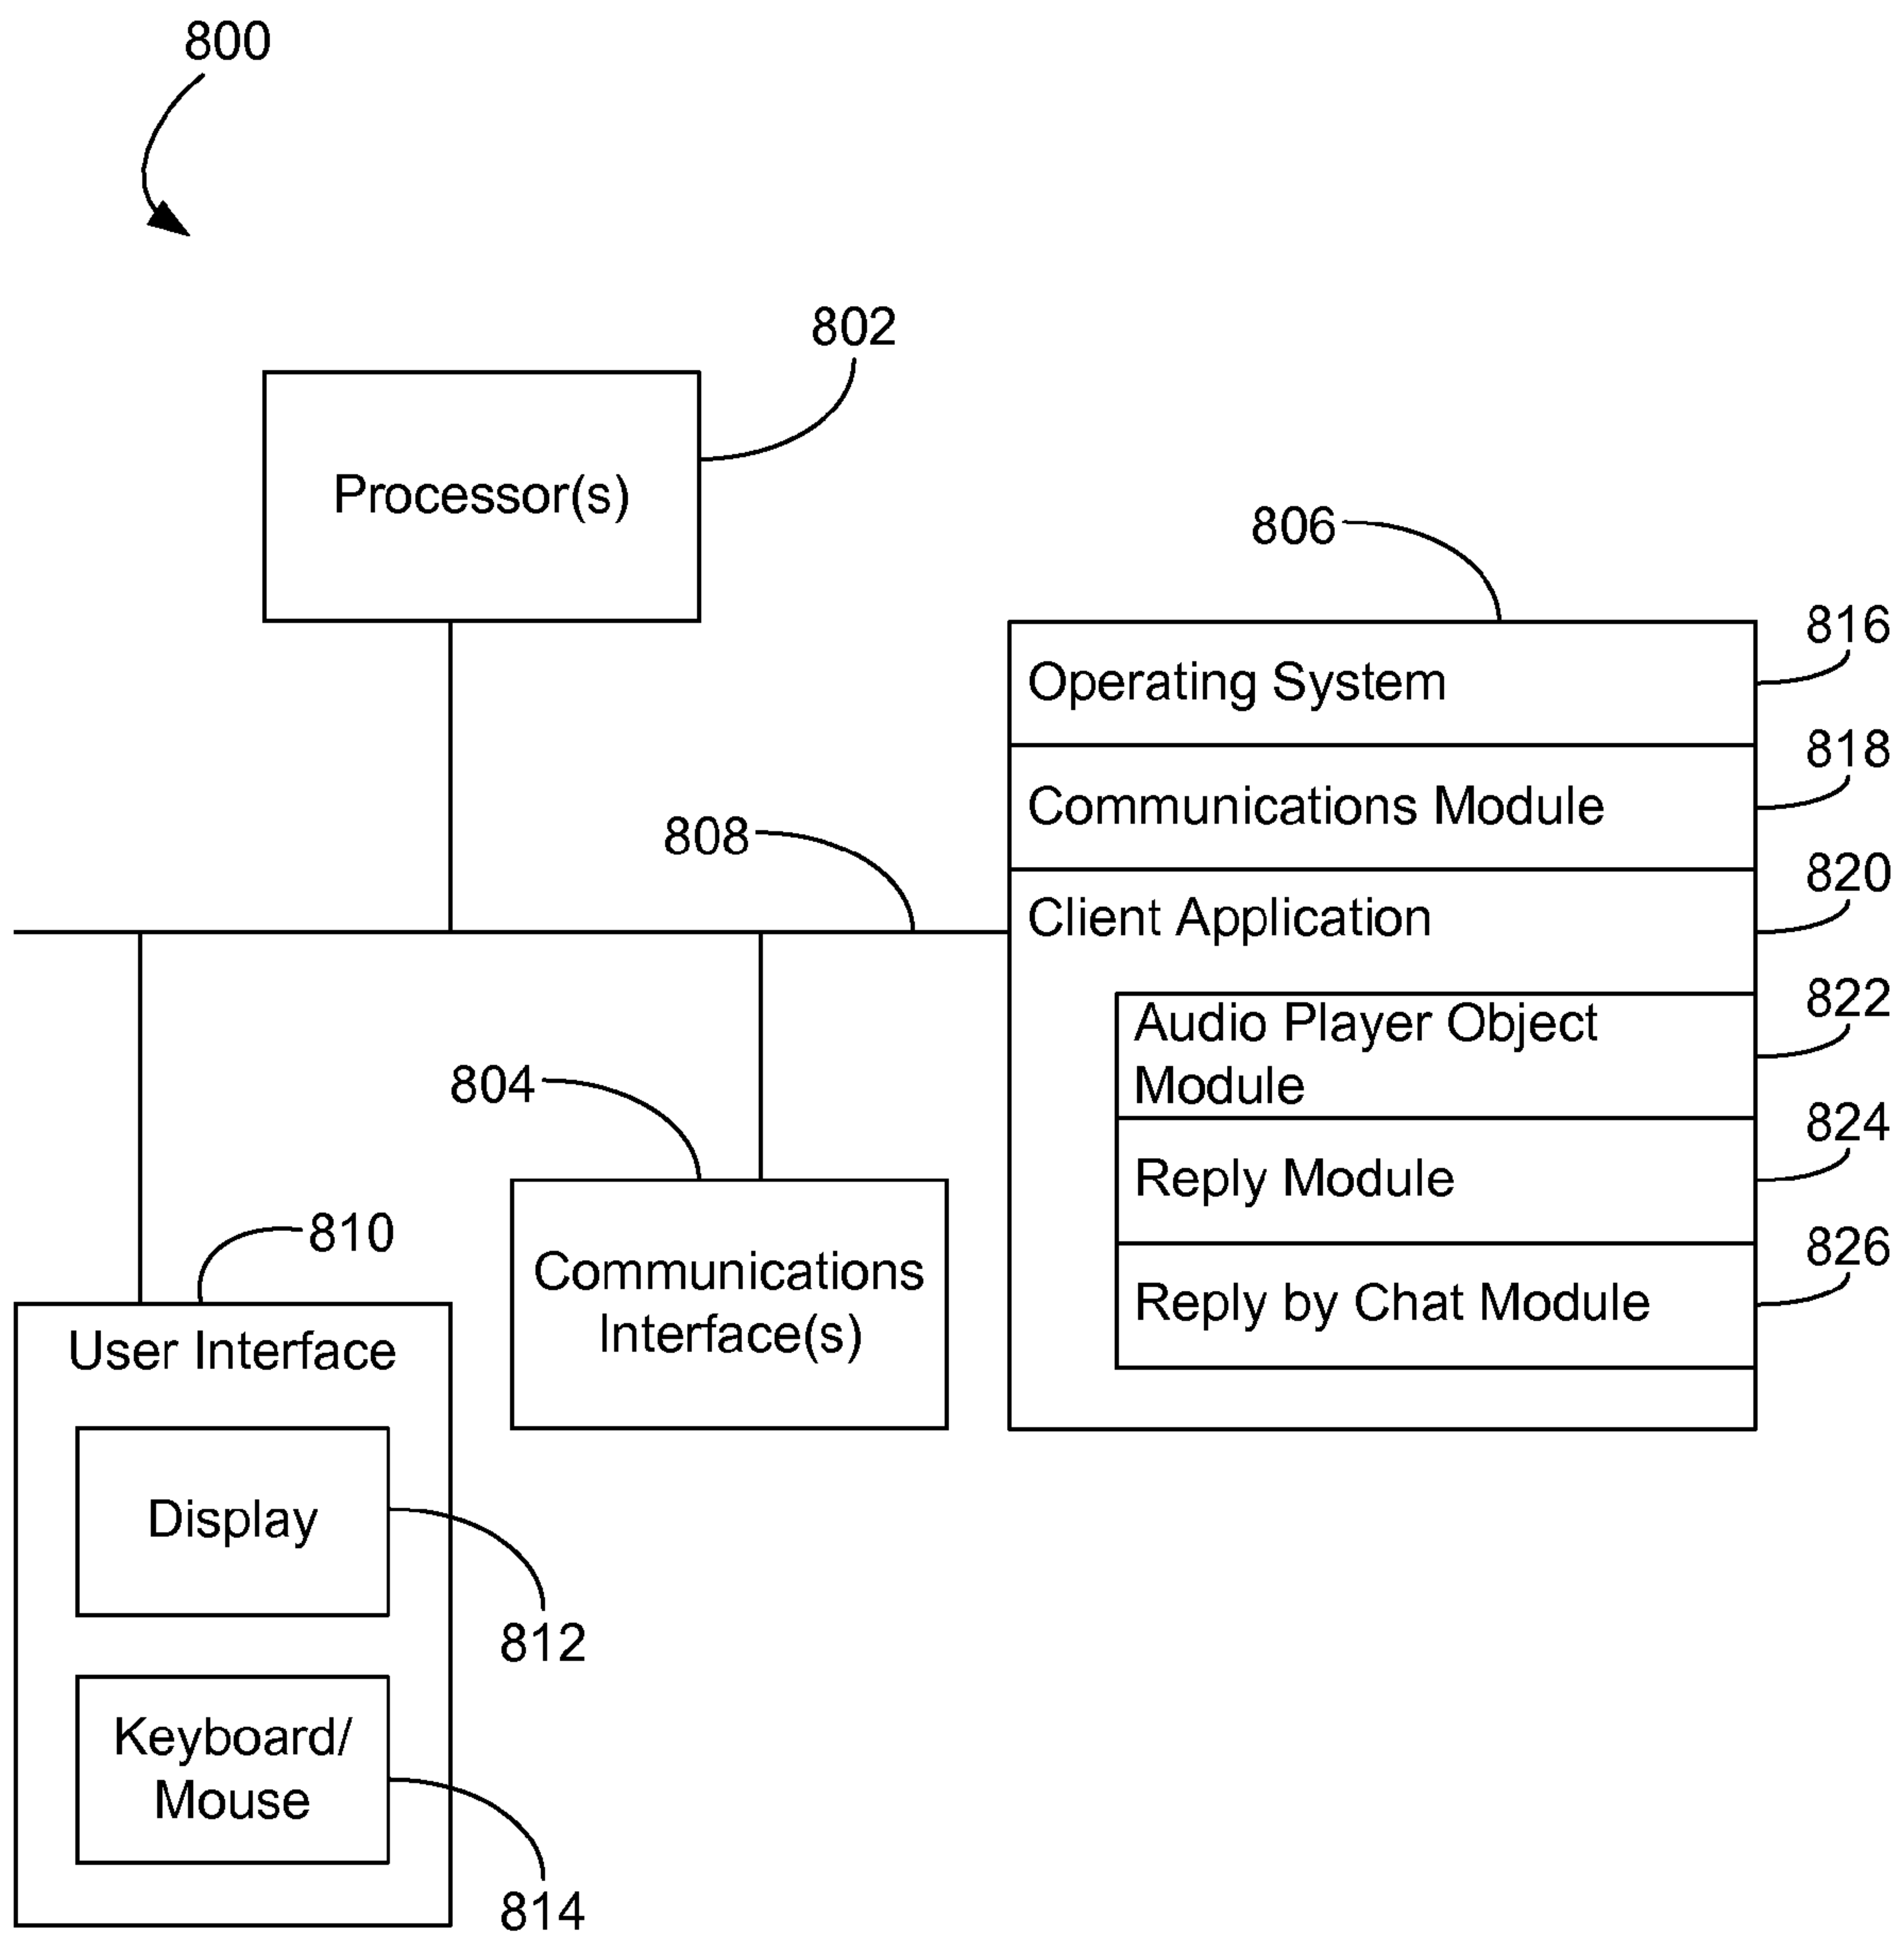 800
802
Processor(s)
806
816
Operating System
818
Communications Module
808
820
Client Application
822
Audio Player Object
Module
804
824
Reply Module
810
826
Communications
Interface(s)
Reply by Chat Module
User Interface
Display
812
Keyboard/
Mouse
814